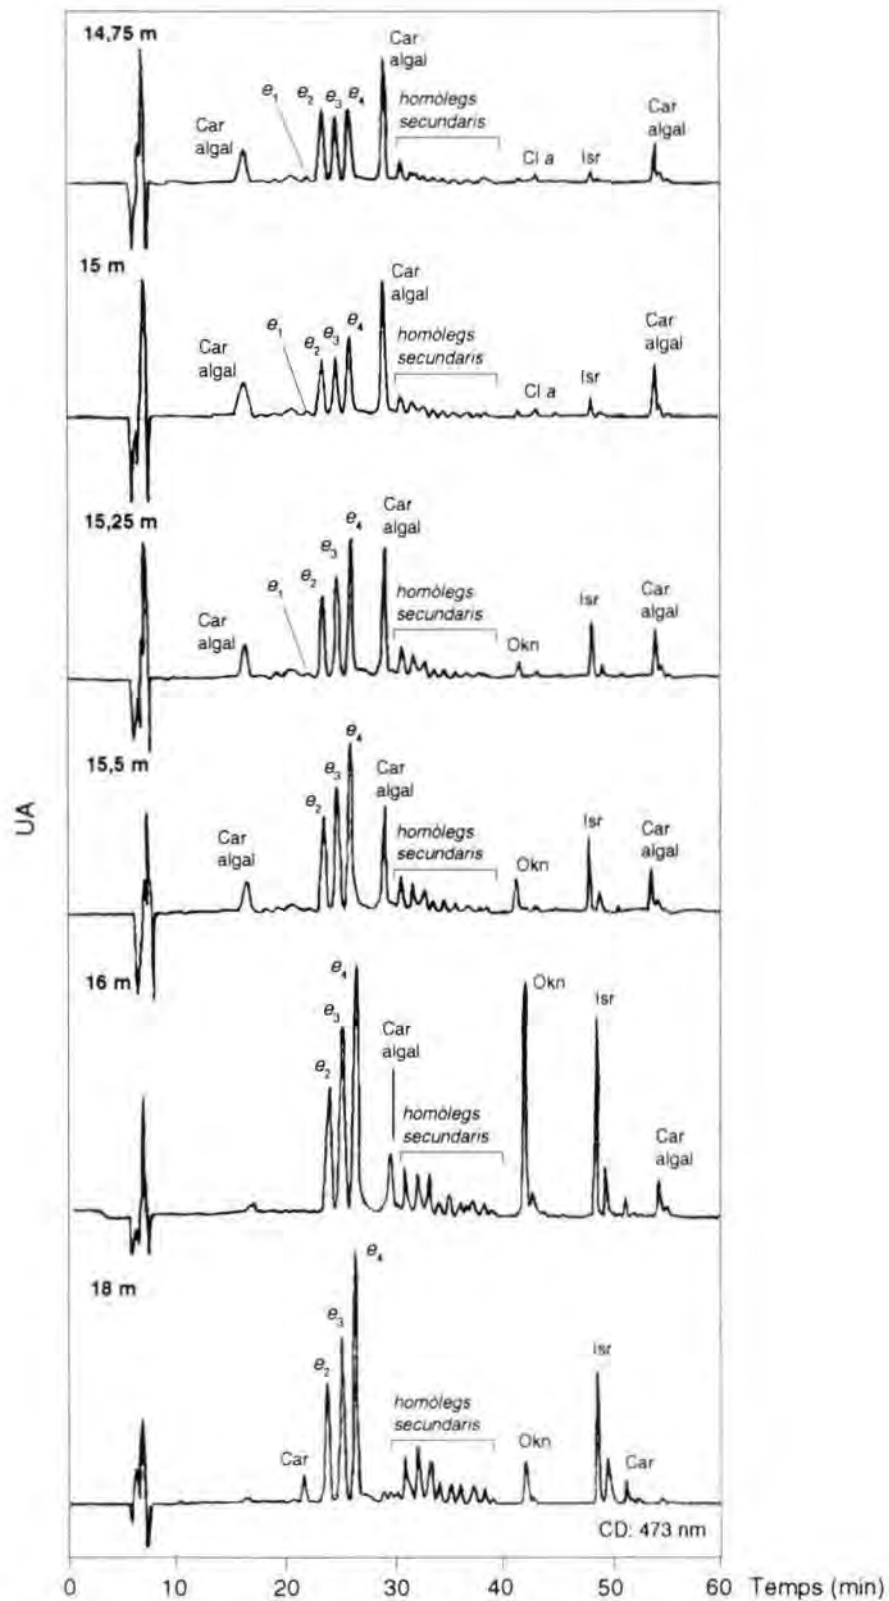 14,75 m
Car
algal
e1
e2
e3
e4
Car
algal
homòlegs
secundaris
Cl a
Isr
Car
algal
15 m
Car
algal
e1
e2
e3
e4
Car
algal
homòlegs
secundaris
Cl a
Isr
Car
algal
15,25 m
Car
algal
e1
e2
e3
e4
Car
algal
homòlegs
secundaris
Okn
Isr
Car
algal
15,5 m
Car
algal
e2
e3
e4
Car
algal
homòlegs
secundaris
Okn
Isr
Car
algal
UA
16 m
e2
e3
e4
Car
algal
homòlegs
secundaris
Okn
Isr
Car
algal
18 m
Car
e2
e3
e4
homòlegs
secundaris
Okn
Isr
Car
CD: 473 nm
0 10 20 30 40 50 60 Temps (min)